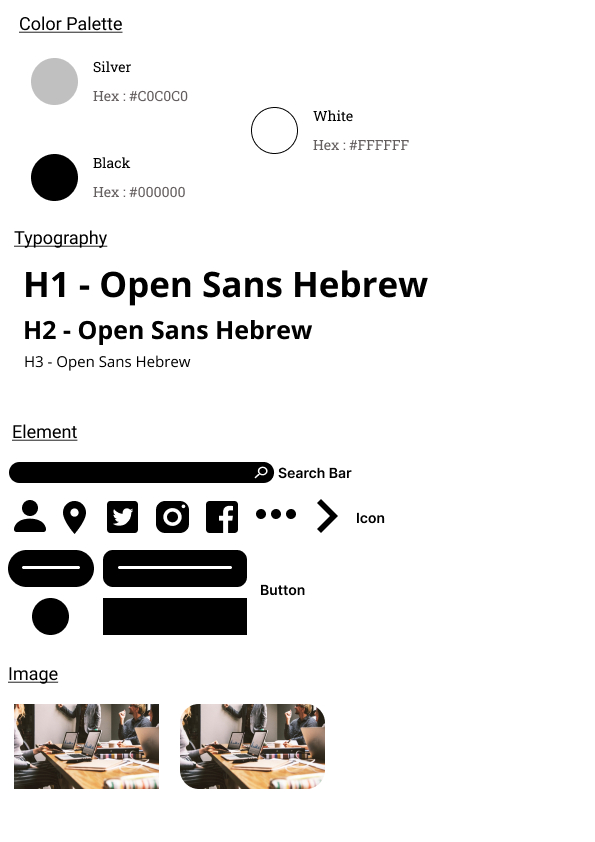 Color Palette
Silver
Hex : #C0C0C0
White
Hex : #FFFFFF
Black
Hex : #000000
Typography
H1 - Open Sans Hebrew
H2 - Open Sans Hebrew
H3 - Open Sans Hebrew
Element
Search Bar
Icon
Button
Image